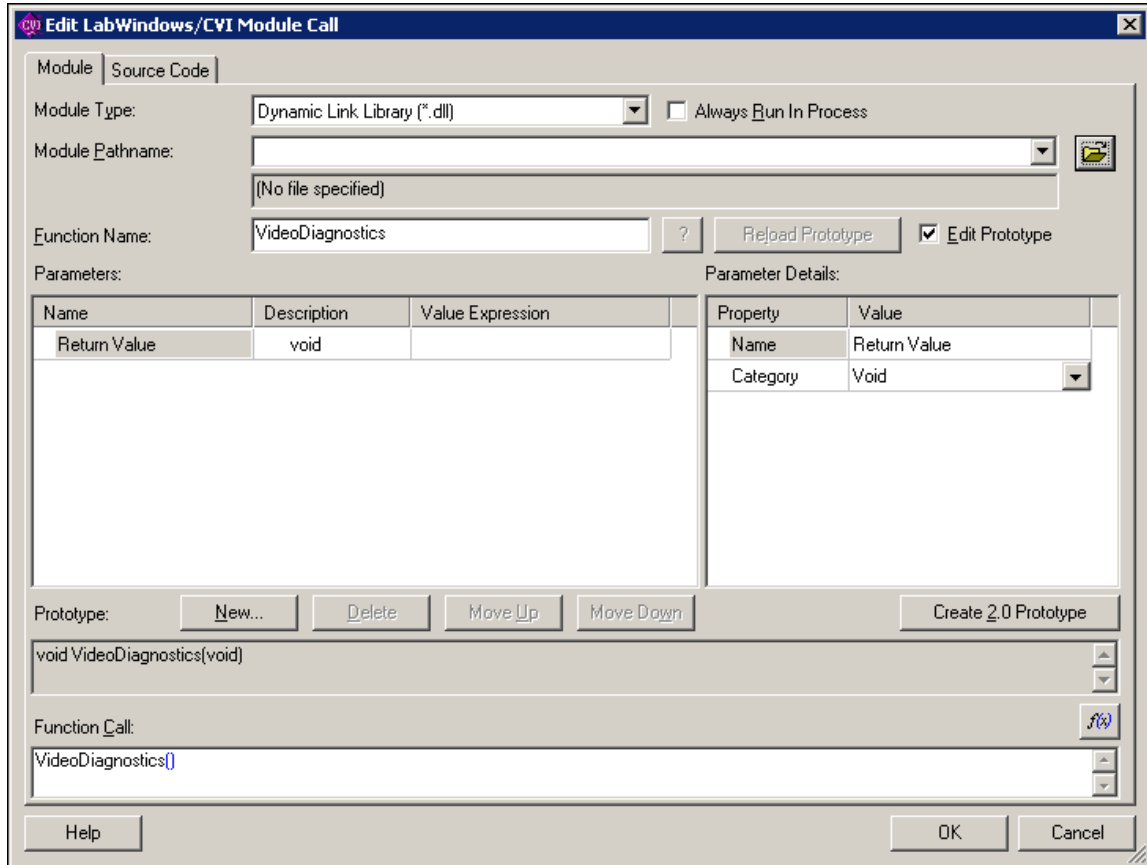 CVI Edit LabWindows/CVI Module Call
Module Source Code
Module Type: Dynamic Link Library (*.dll) Always Run In Process
Module Pathname:
(No file specified)
Function Name: VideoDiagnostics ? Reload Prototype Edit Prototype
Parameters: Parameter Details:
Name Description Value Expression Property Value
Return Value void Name Return Value
Category Void
Prototype: New... Delete Move Up Move Down Create 2.0 Prototype
void VideoDiagnostics(void)
Function Call: f(x)
VideoDiagnostics()
Help OK Cancel